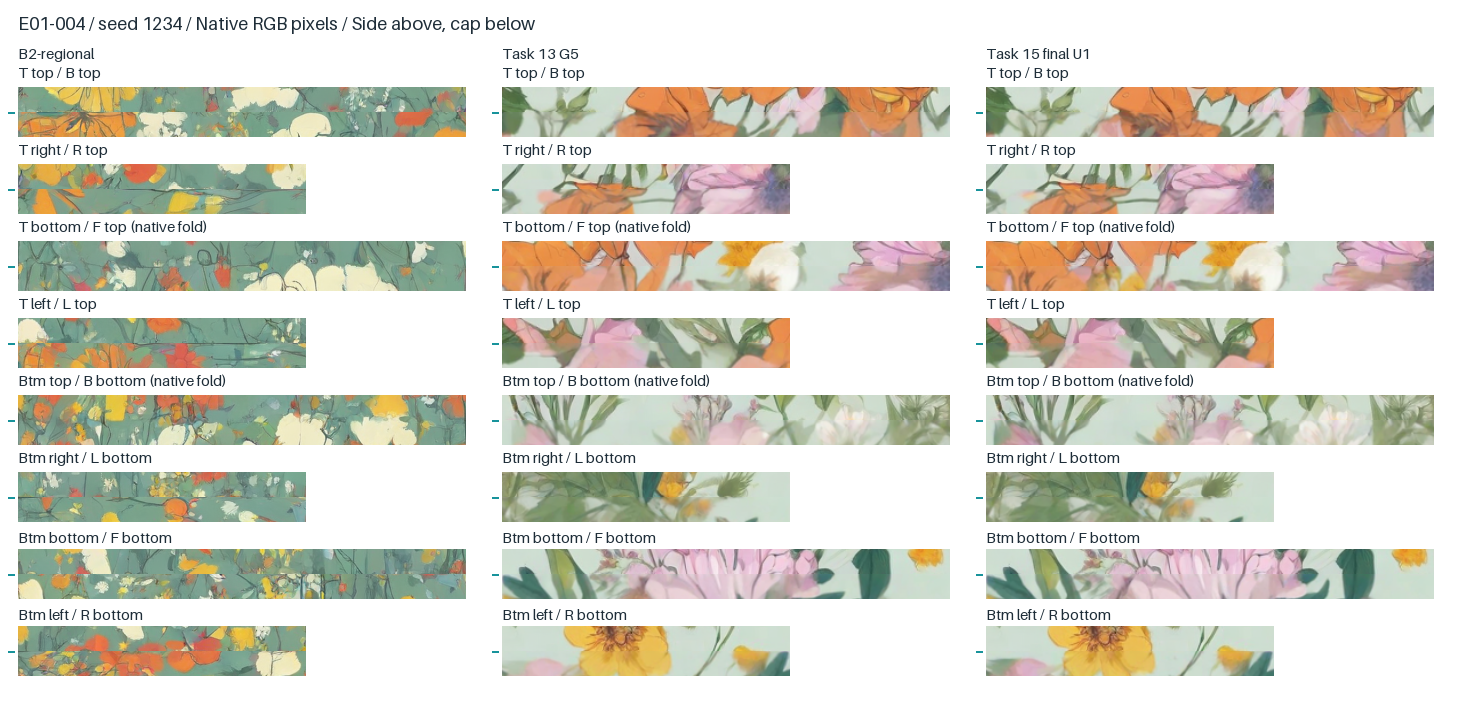 E01-004 / seed 1234 / Native RGB pixels / Side above, cap below
B2-regional
T top / B top
T right / R top
T bottom / F top (native fold)
T left / L top
Btm top / B bottom (native fold)
Btm right / L bottom
Btm bottom / F bottom
Btm left / R bottom
Task 13 G5
T top / B top
T right / R top
T bottom / F top (native fold)
T left / L top
Btm top / B bottom (native fold)
Btm right / L bottom
Btm bottom / F bottom
Btm left / R bottom
Task 15 final U1
T top / B top
T right / R top
T bottom / F top (native fold)
T left / L top
Btm top / B bottom (native fold)
Btm right / L bottom
Btm bottom / F bottom
Btm left / R bottom